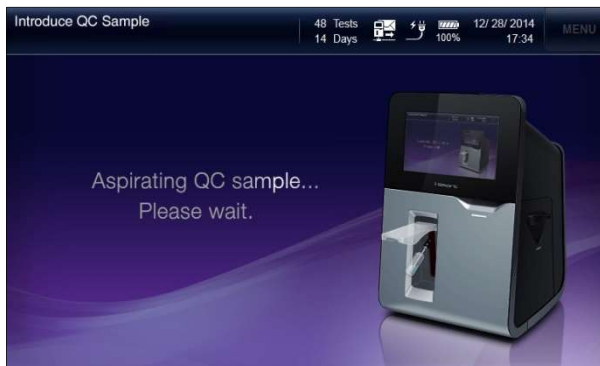 Introduce QC Sample
48 Tests
14 Days
100%
12/ 28/ 2014
17:34
MENU
Aspirating QC sample...
Please wait.